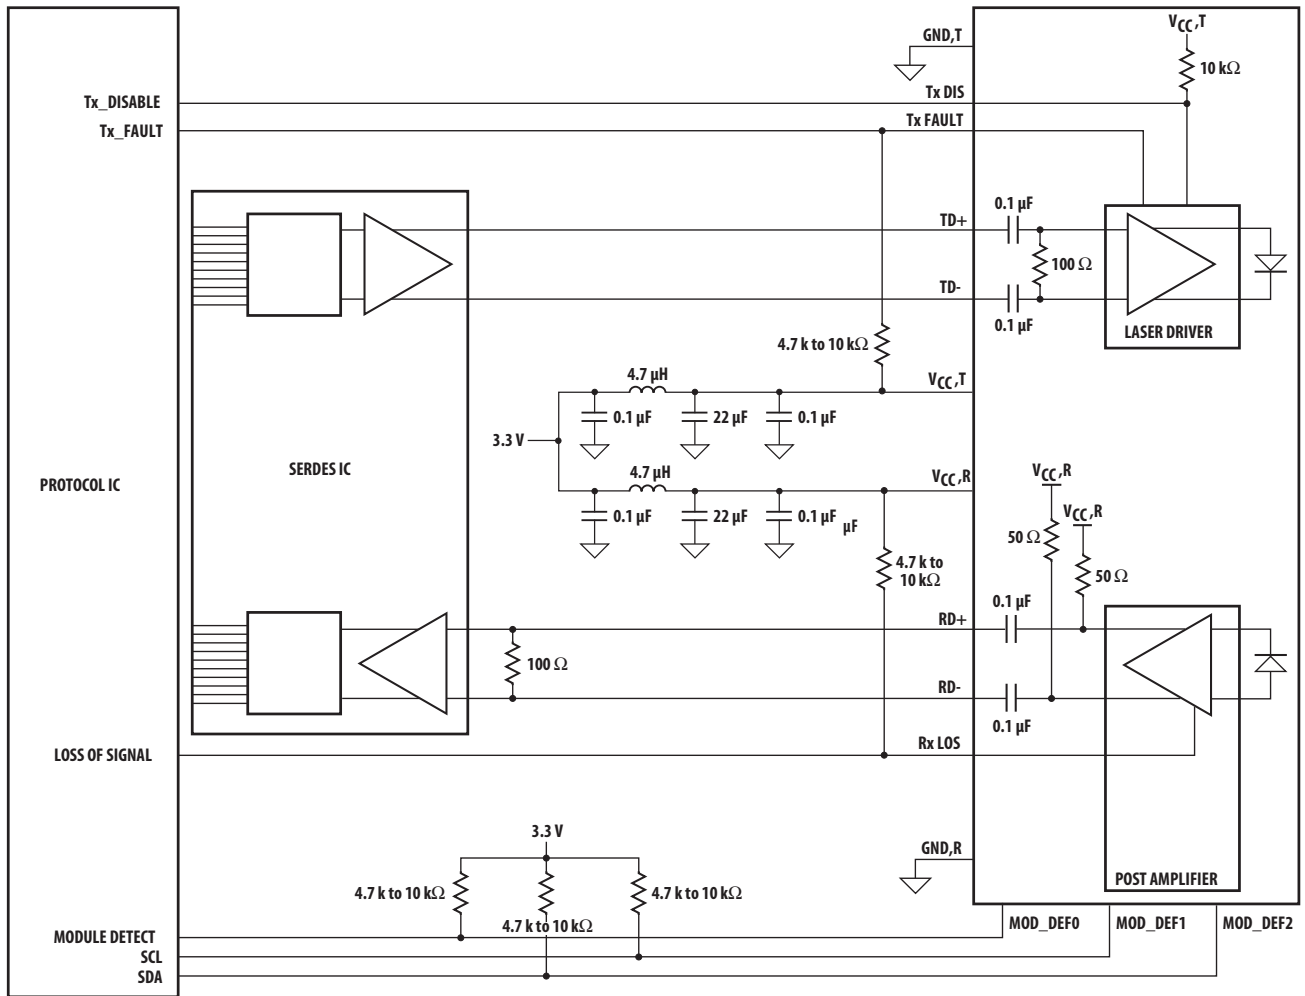 V_CC,T
GND,T
10 kΩ
Tx_DISABLE
Tx DIS
Tx_FAULT
Tx FAULT
0.1 µF
TD+
100 Ω
TD-
0.1 µF
LASER DRIVER
4.7 k to 10 kΩ
4.7 µH
V_CC,T
0.1 µF
22 µF
0.1 µF
3.3 V
SERDES IC
PROTOCOL IC
4.7 µH
V_CC,R
V_CC,R
0.1 µF
22 µF
0.1 µF
µF
V_CC,R
50 Ω
4.7 k to
10 kΩ
50 Ω
0.1 µF
RD+
100 Ω
RD-
0.1 µF
LOSS OF SIGNAL
Rx LOS
3.3 V
GND,R
POST AMPLIFIER
4.7 k to 10 kΩ
4.7 k to 10 kΩ
4.7 k to 10 kΩ
MOD_DEF0
MOD_DEF1
MOD_DEF2
MODULE DETECT
SCL
SDA